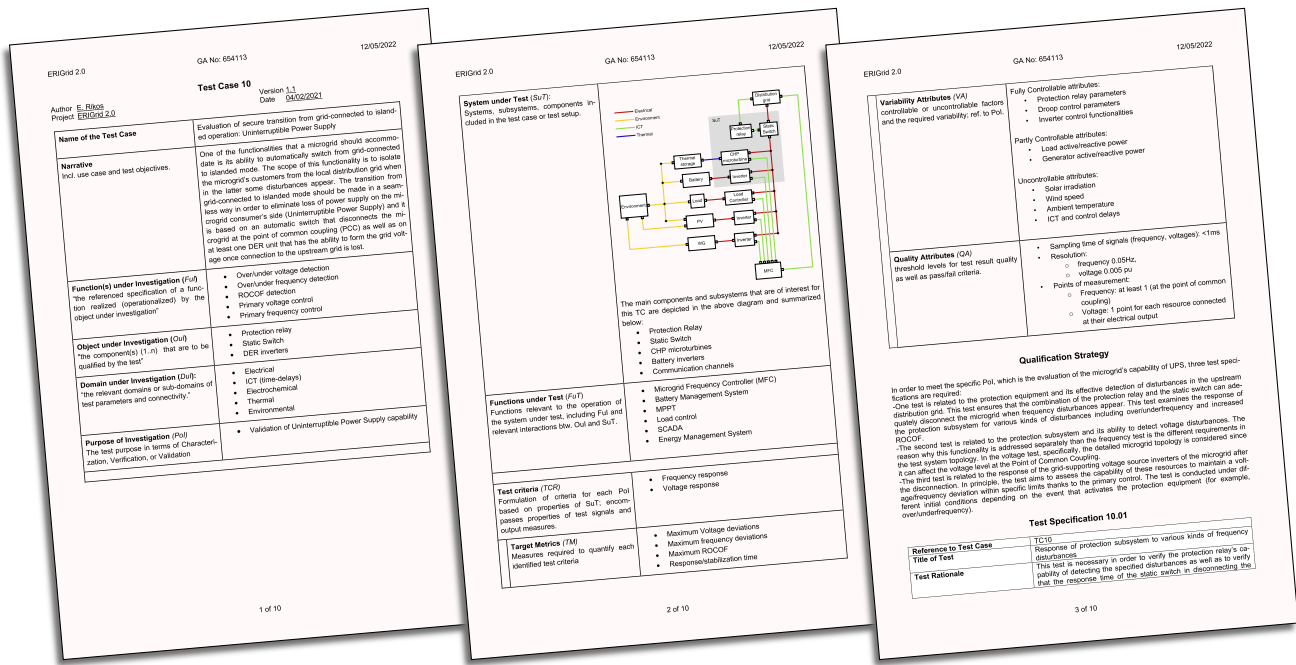 ERIGrid 2.0
GA No: 654113
12/05/2022
Test Case 10
Author E. Rikos
Version 1.1
Project ERIGrid 2.0
Date 04/02/2021
Name of the Test Case
Evaluation of secure transition from grid-connected to island-
ed operation: Uninterruptible Power Supply
Narrative
Incl. use case and test objectives.
One of the functionalities that a microgrid should accommo-
date is its ability to automatically switch from grid-connected
to islanded mode. The scope of this functionality is to isolate
the microgrid's customers from the local distribution grid when
in the latter some disturbances appear. The transition from
grid-connected to islanded mode should be made in a seam-
less way in order to eliminate loss of power supply on the mi-
crogrid consumer's side (Uninterruptible Power Supply) and it
is based on an automatic switch that disconnects the mi-
crogrid at the point of common coupling (PCC) as well as on
at least one DER unit that has the ability to form the grid volt-
age once connection to the upstream grid is lost.
Function(s) under Investigation (FuI)
"the referenced specification of a func-
tion realized (operationalized) by the
object under investigation"
• Over/under voltage detection
• Over/under frequency detection
• ROCOF detection
• Primary voltage control
• Primary frequency control
Object under Investigation (OuI)
"the component(s) (1..n) that are to be
qualified by the test"
• Protection relay
• Static Switch
• DER inverters
Domain under Investigation (DuI):
"the relevant domains or sub-domains of
test parameters and connectivity."
• Electrical
• ICT (time-delays)
• Electrochemical
• Thermal
• Environmental
Purpose of Investigation (PoI)
The test purpose in terms of Characteri-
zation, Verification, or Validation
• Validation of Uninterruptible Power Supply capability
1 of 10
ERIGrid 2.0
GA No: 654113
12/05/2022
System under Test (SuT):
Systems, subsystems, components in-
cluded in the test case or test setup.
Electrical
Environment
ICT
Thermal
Distribution
grid
SuT
Protection
relay
Static
Switch
Thermal
storage
CHP
microturbine
Battery
Inverter
Environment
Load
Load
Controller
PV
Inverter
WG
Inverter
MFC
The main components and subsystems that are of interest for
this TC are depicted in the above diagram and summarized
below:
• Protection Relay
• Static Switch
• CHP microturbines
• Battery inverters
• Communication channels
Functions under Test (FuT)
Functions relevant to the operation of
the system under test, including FuI and
relevant interactions btw. OuI and SuT.
• Microgrid Frequency Controller (MFC)
• Battery Management System
• MPPT
• Load control
• SCADA
• Energy Management System
Test criteria (TCR)
Formulation of criteria for each PoI
based on properties of SuT; encom-
passes properties of test signals and
output measures.
• Frequency response
• Voltage response
Target Metrics (TM)
Measures required to quantify each
identified test criteria
• Maximum Voltage deviations
• Maximum frequency deviations
• Maximum ROCOF
• Response/stabilization time
2 of 10
ERIGrid 2.0
GA No: 654113
12/05/2022
Variability Attributes (VA)
controllable or uncontrollable factors
and the required variability; ref. to PoI.
Fully Controllable attributes:
• Protection relay parameters
• Droop control parameters
• Inverter control functionalities
Partly Controllable attributes:
• Load active/reactive power
• Generator active/reactive power
Uncontrollable attributes:
• Solar irradiation
• Wind speed
• Ambient temperature
• ICT and control delays
Quality Attributes (QA)
threshold levels for test result quality
as well as pass/fail criteria.
• Sampling time of signals (frequency, voltages): <1ms
• Resolution:
o frequency 0.05Hz,
o voltage 0.005 pu
• Points of measurement:
o Frequency: at least 1 (at the point of common
coupling)
o Voltage: 1 point for each resource connected
at their electrical output
Qualification Strategy
In order to meet the specific PoI, which is the evaluation of the microgrid's capability of UPS, three test speci-
fications are required:
-One test is related to the protection equipment and its effective detection of disturbances in the upstream
distribution grid. This test ensures that the combination of the protection relay and the static switch can ade-
quately disconnect the microgrid when frequency disturbances appear. This test examines the response of
the protection subsystem for various kinds of disturbances including over/underfrequency and increased
ROCOF.
-The second test is related to the protection subsystem and its ability to detect voltage disturbances. The
reason why this functionality is addressed separately than the frequency test is the different requirements in
the test system topology. In the voltage test, specifically, the detailed microgrid topology is considered since
it can affect the voltage level at the Point of Common Coupling.
-The third test is related to the response of the grid-supporting voltage source inverters of the microgrid after
the disconnection. In principle, the test aims to assess the capability of these resources to maintain a volt-
age/frequency deviation within specific limits thanks to the primary control. The test is conducted under dif-
ferent initial conditions depending on the event that activates the protection equipment (for example,
over/underfrequency).
Test Specification 10.01
Reference to Test Case
TC10
Title of Test
Response of protection subsystem to various kinds of frequency
disturbances
Test Rationale
This test is necessary in order to verify the protection relay's ca-
pability of detecting the specified disturbances as well as to verify
that the response time of the static switch in disconnecting the
3 of 10